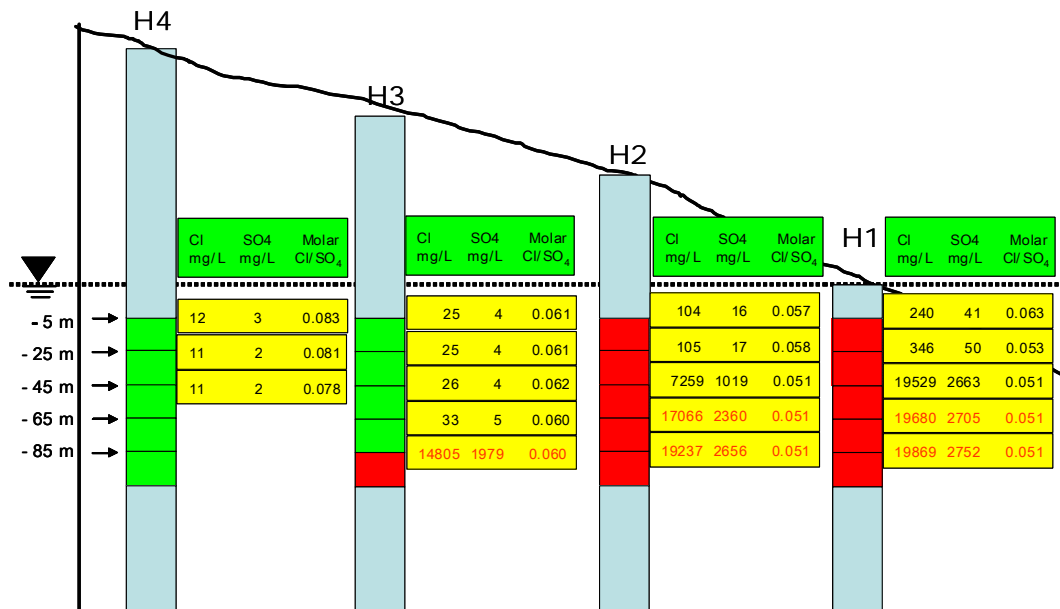 H4
H3
H2
H1
Cl SO4 Molar
mg/L mg/L Cl/SO₄
12 3 0.083
11 2 0.081
11 2 0.078
Cl SO4 Molar
mg/L mg/L Cl/SO₄
25 4 0.061
25 4 0.061
26 4 0.062
33 5 0.060
14805 1979 0.060
Cl SO4 Molar
mg/L mg/L Cl/SO₄
104 16 0.057
105 17 0.058
7259 1019 0.051
17066 2360 0.051
19237 2656 0.051
Cl SO4 Molar
mg/L mg/L Cl/SO₄
240 41 0.063
346 50 0.053
19529 2663 0.051
19680 2705 0.051
19869 2752 0.051
- 5 m
- 25 m
- 45 m
- 65 m
- 85 m